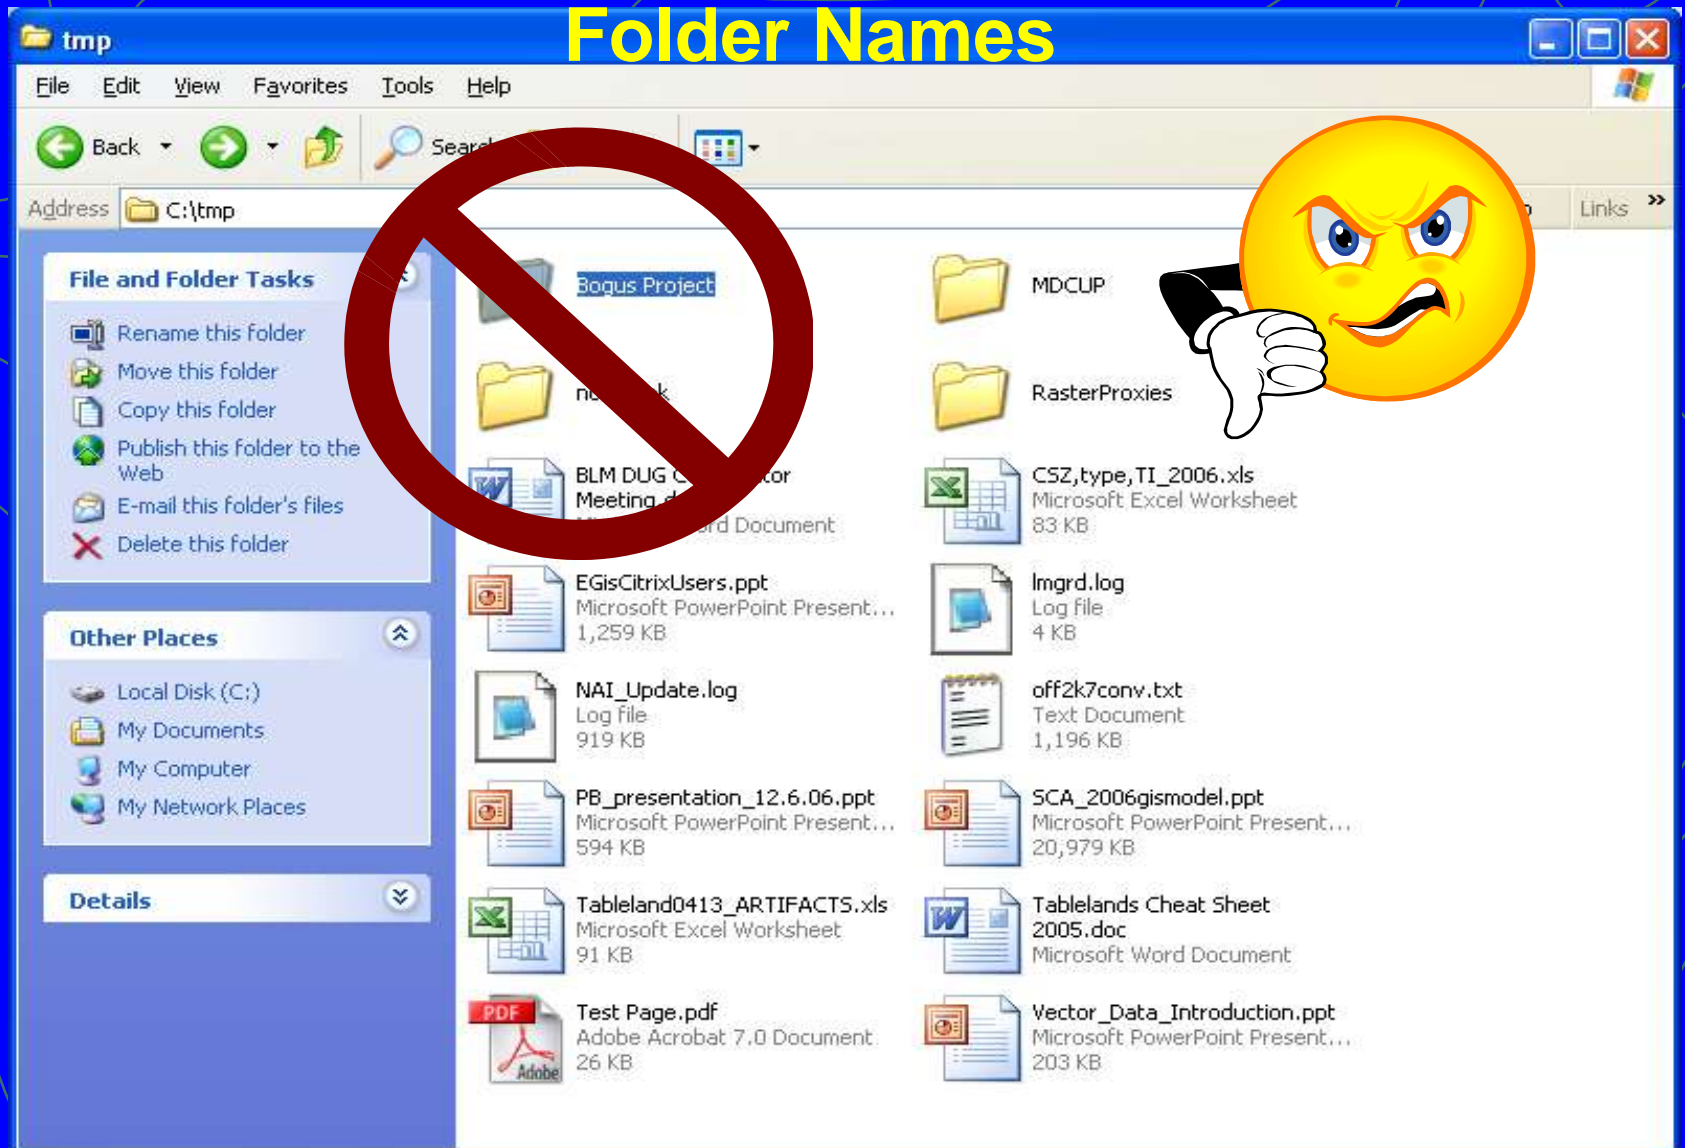 Folder Names
tmp
File Edit View Favorites Tools Help
Back
Address C:\tmp Links
File and Folder Tasks
Rename this folder
Move this folder
Copy this folder
Publish this folder to the
Web
E-mail this folder's files
Delete this folder
Other Places
Local Disk (C:)
My Documents
My Computer
My Network Places
Details
Bogus Project
MDCUP
RasterProxies
BLM DUG
Meeting
Document
CSZ,type,TI_2006.xls
Microsoft Excel Worksheet
83 KB
EGisCitrixUsers.ppt
Microsoft PowerPoint Present...
1,259 KB
lmgrd.log
Log file
4 KB
NAI_Update.log
Log file
919 KB
off2k7conv.txt
Text Document
1,196 KB
PB_presentation_12.6.06.ppt
Microsoft PowerPoint Present...
594 KB
SCA_2006gismodel.ppt
Microsoft PowerPoint Present...
20,979 KB
Tableland0413_ARTIFACTS.xls
Microsoft Excel Worksheet
91 KB
Tablelands Cheat Sheet
2005.doc
Microsoft Word Document
PDF
Adobe
Test Page.pdf
Adobe Acrobat 7.0 Document
26 KB
Vector_Data_Introduction.ppt
Microsoft PowerPoint Present...
203 KB